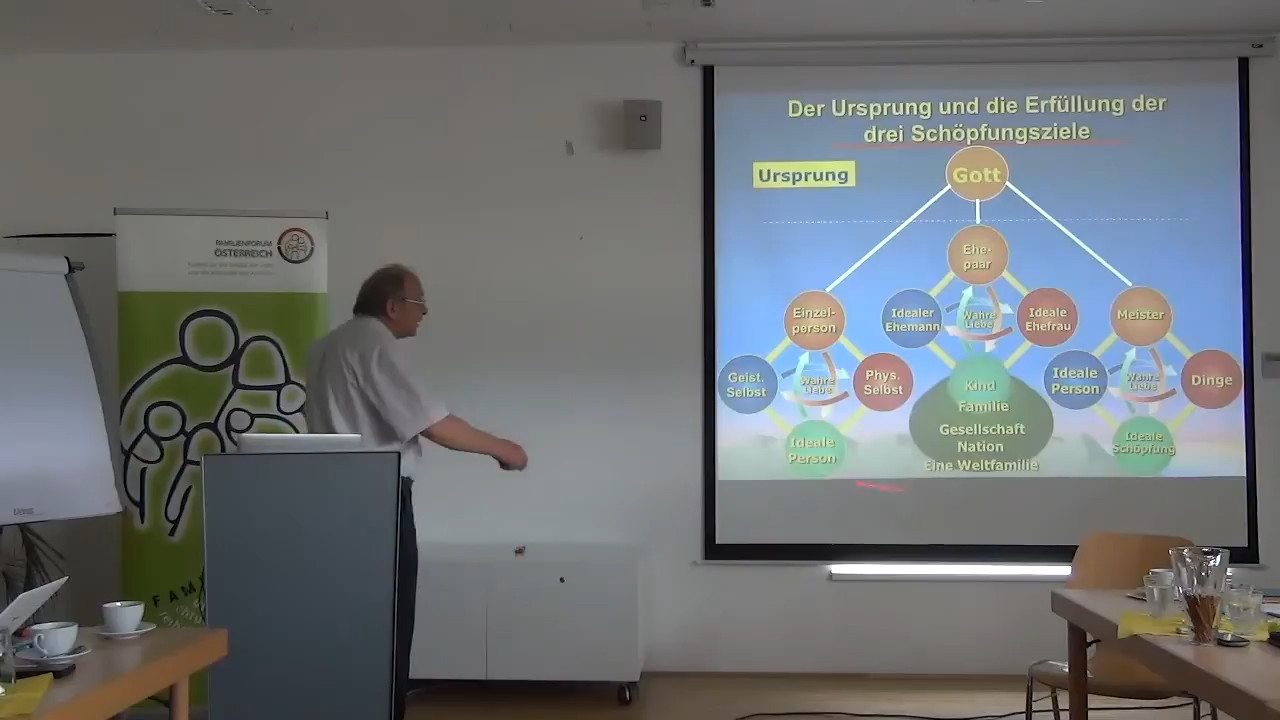 Der Ursprung und die Erfüllung der
drei Schöpfungsziele
Ursprung
Gott
Ehe-
paar
Einzel-
person
Idealer
Ehemann
Wahre
Liebe
Ideale
Ehefrau
Meister
Geist.
Selbst
Wahre
Liebe
Phys.
Selbst
Kind
Ideale
Person
Wahre
Liebe
Dinge
Familie
Gesellschaft
Nation
Eine Weltfamilie
Ideale
Person
Ideale
Schöpfung
FAMILIENFORUM
ÖSTERREICH